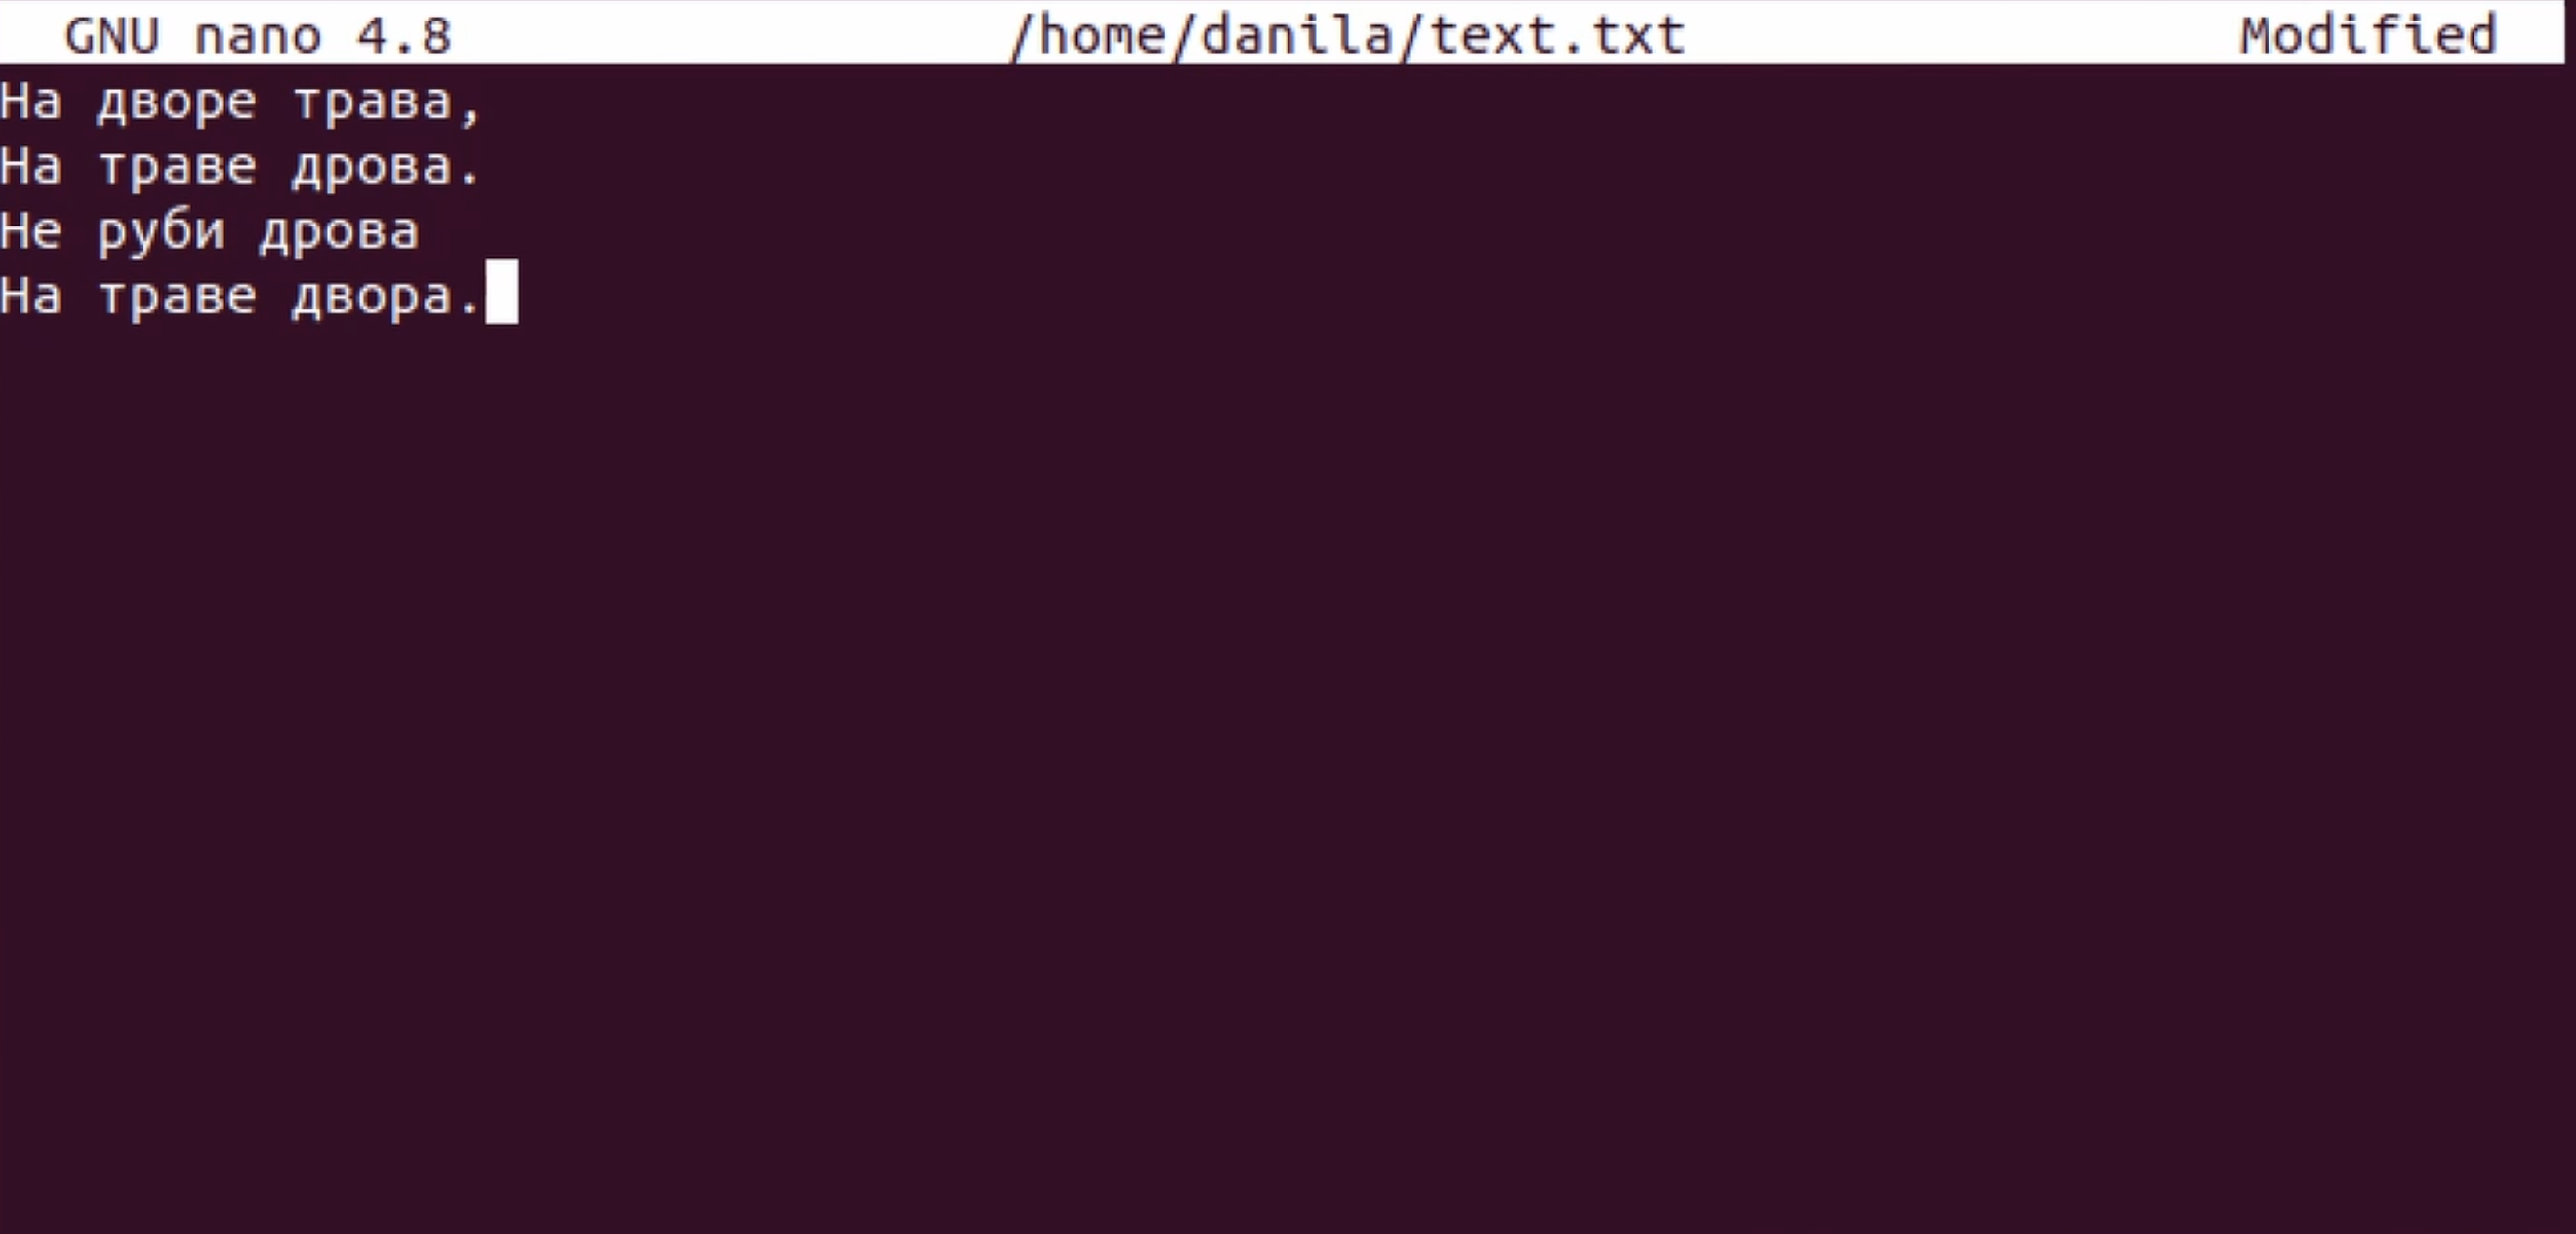 GNU nano 4.8 /home/danila/text.txt Modified
На дворе трава,
На траве дрова.
Не руби дрова
На траве двора.